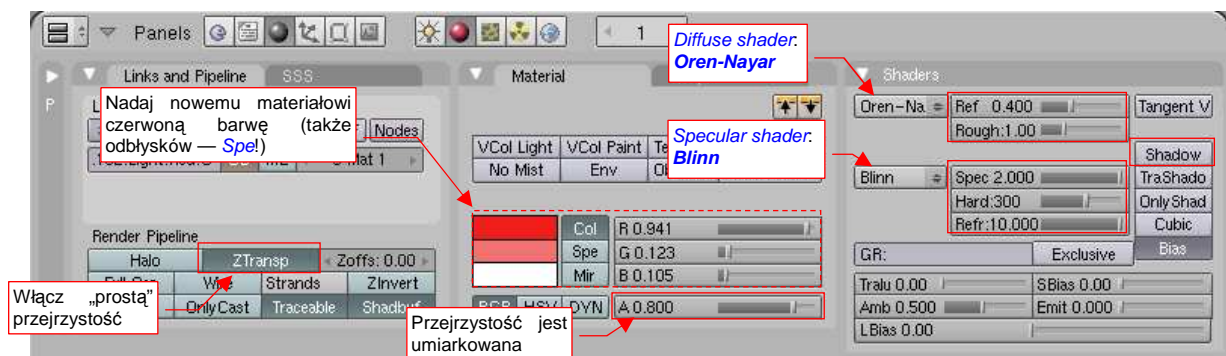 Panels
1
Diffuse shader:
Oren-Nayar
Links and Pipeline
SSS
Material
Shaders
P
Nadaj nowemu materiałowi
czerwoną barwę (także
odbłysków — Spe!)
Nodes
Mat 1
VCol Light
VCol Paint
No Mist
Env
Specular shader:
Blinn
Oren-Na
Ref 0.400
Tangent V
Rough:1.00
Shadow
Blinn
Spec 2.000
TraShado
Hard:300
OnlyShad
Refr:10.000
Cubic
GR:
Exclusive
Bias
Tralu 0.00
SBias 0.00
Amb 0.500
Emit 0.000
LBias 0.00
Col
R 0.941
Spe
G 0.123
Mir
B 0.105
RGB
HSV
DYN
A 0.800
Render Pipeline
Halo
ZTransp
Zoffs: 0.00
Wire
Strands
ZInvert
OnlyCast
Traceable
Shadbuf
Włącz „prostą”
przejrzystość
Przejrzystość jest
umiarkowana